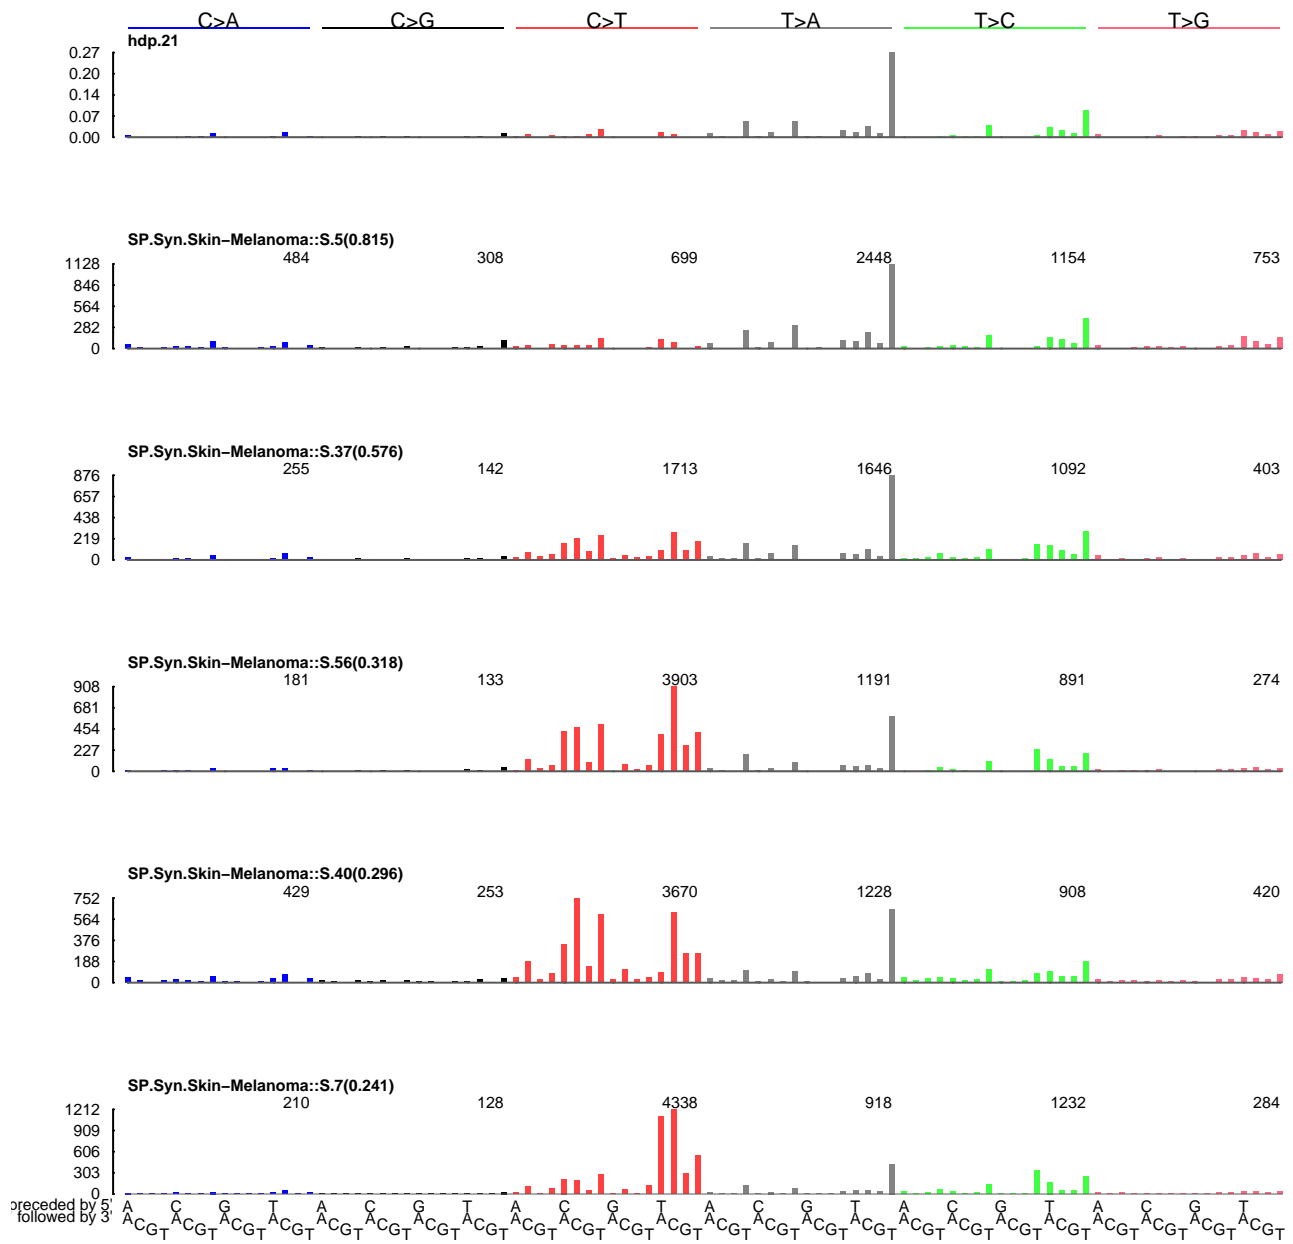 C>A C>G C>T T>A T>C T>G
hdp.21
0.27
0.20
0.14
0.07
0.00
SP.Syn.Skin−Melanoma::S.5(0.815)
484 308 699 2448 1154 753
1128
846
564
282
0
SP.Syn.Skin−Melanoma::S.37(0.576)
255 142 1713 1646 1092 403
876
657
438
219
0
SP.Syn.Skin−Melanoma::S.56(0.318)
181 133 3903 1191 891 274
908
681
454
227
0
SP.Syn.Skin−Melanoma::S.40(0.296)
429 253 3670 1228 908 420
752
564
376
188
0
SP.Syn.Skin−Melanoma::S.7(0.241)
210 128 4338 918 1232 284
1212
909
606
303
0
preceded by 5' A C G T A C G T A C G T A C G T A C G T A C G T
followed by 3' A C G T A C G T A C G T A C G T A C G T A C G T A C G T A C G T A C G T A C G T A C G T A C G T A C G T A C G T A C G T A C G T A C G T A C G T A C G T A C G T A C G T A C G T A C G T A C G T